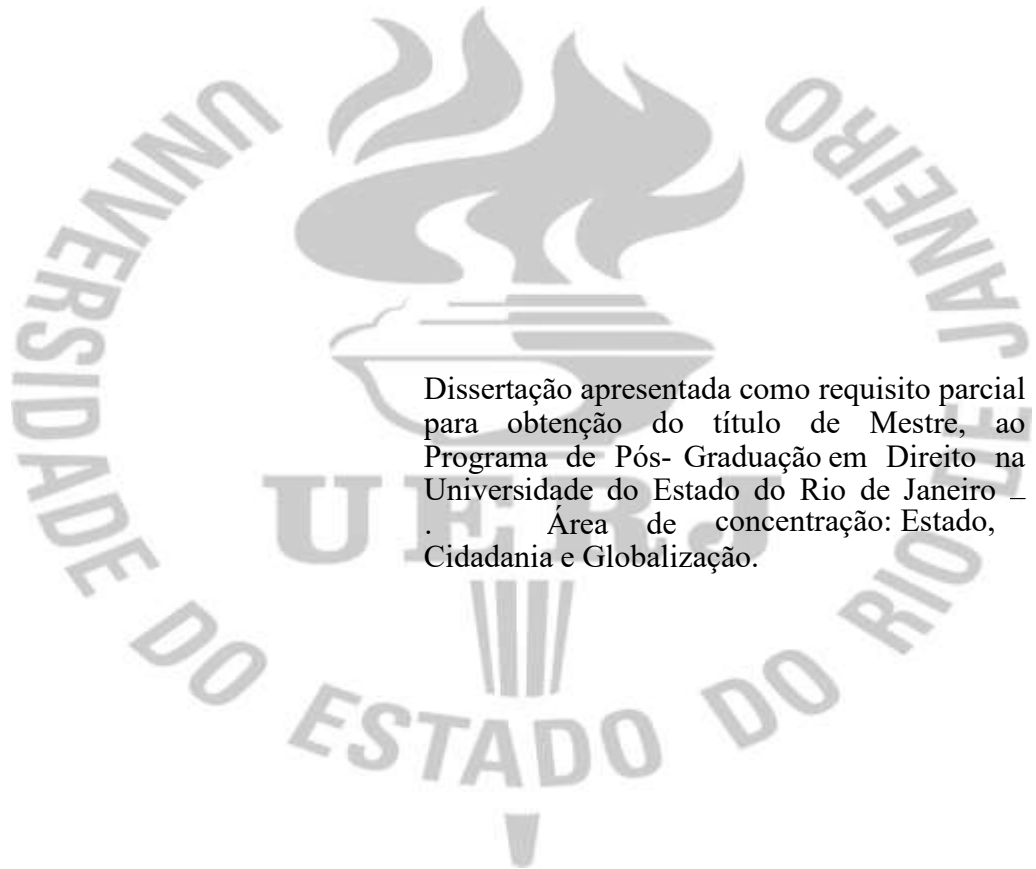 UNIVERSIDADE DO ESTADO DO RIO DE JANEIRO
UERJ
Dissertação apresentada como requisito parcial
para obtenção do título de Mestre, ao
Programa de Pós- Graduação em Direito na
Universidade do Estado do Rio de Janeiro –
. Área de concentração: Estado,
Cidadania e Globalização.